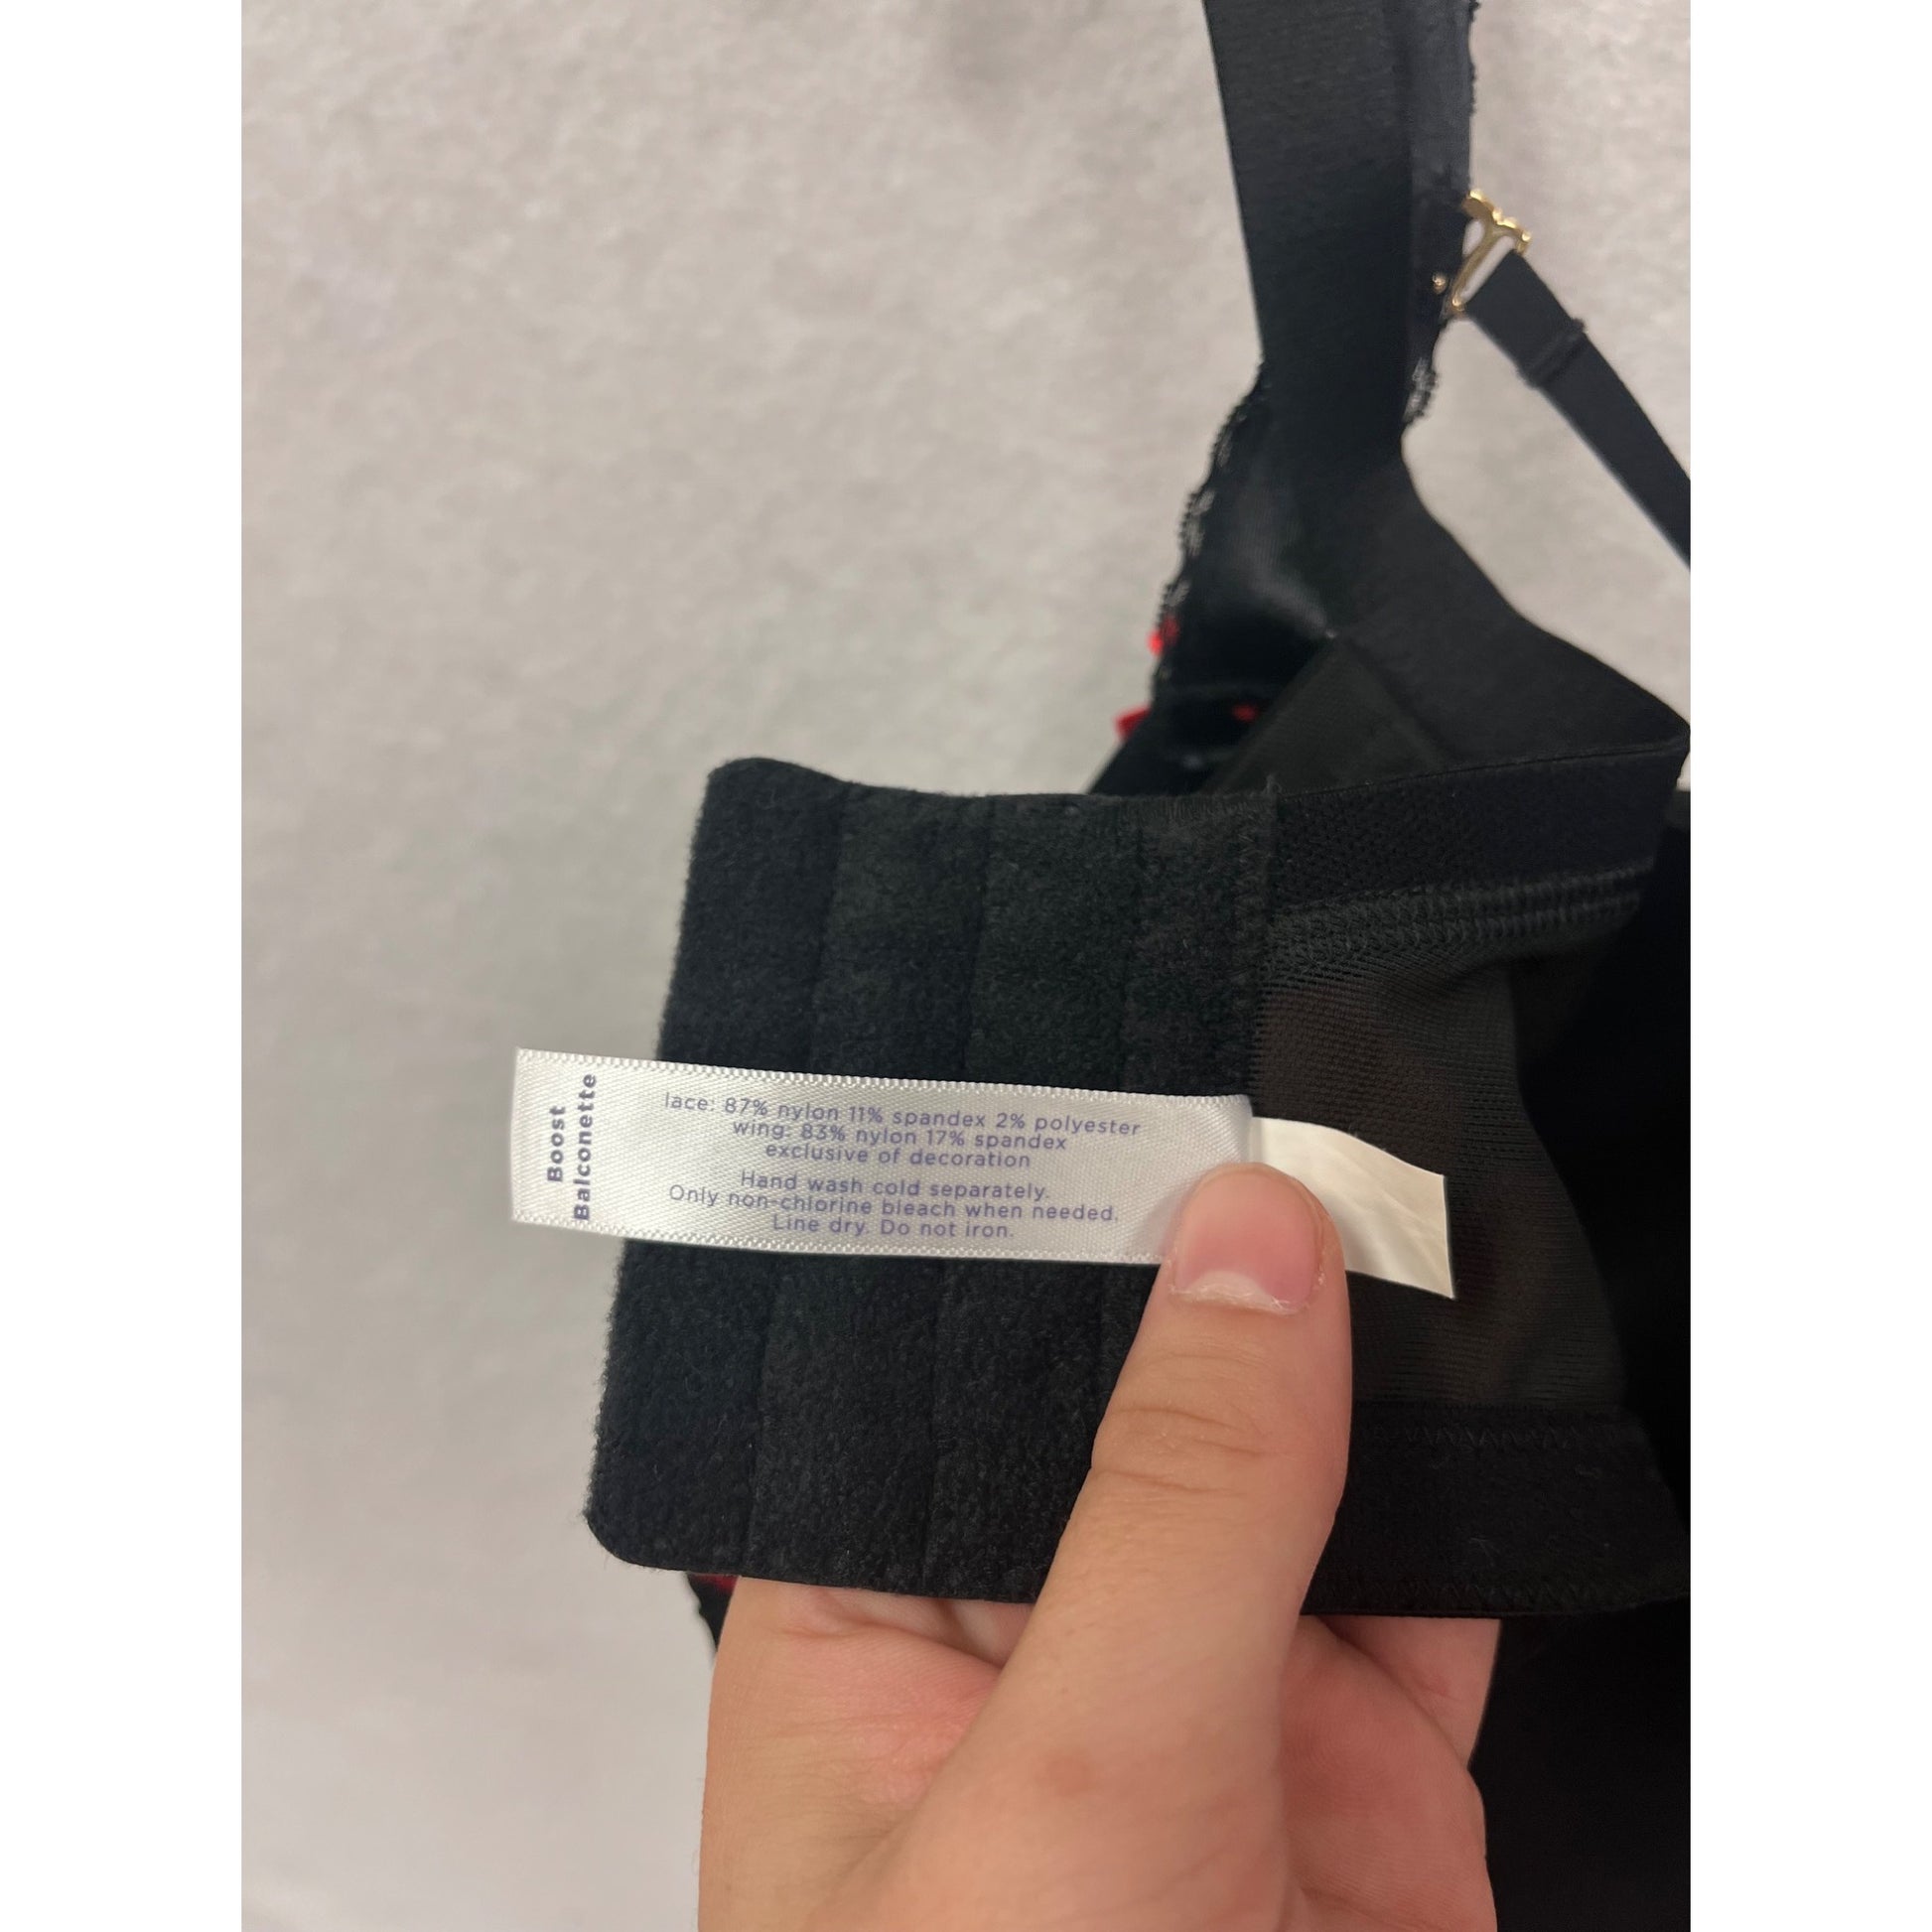 Boost
Balconette
lace: 87% nylon 11% spandex 2% polyester
wing: 83% nylon 17% spandex
exclusive of decoration
Hand wash cold separately.
Only non-chlorine bleach when needed.
Line dry. Do not iron.